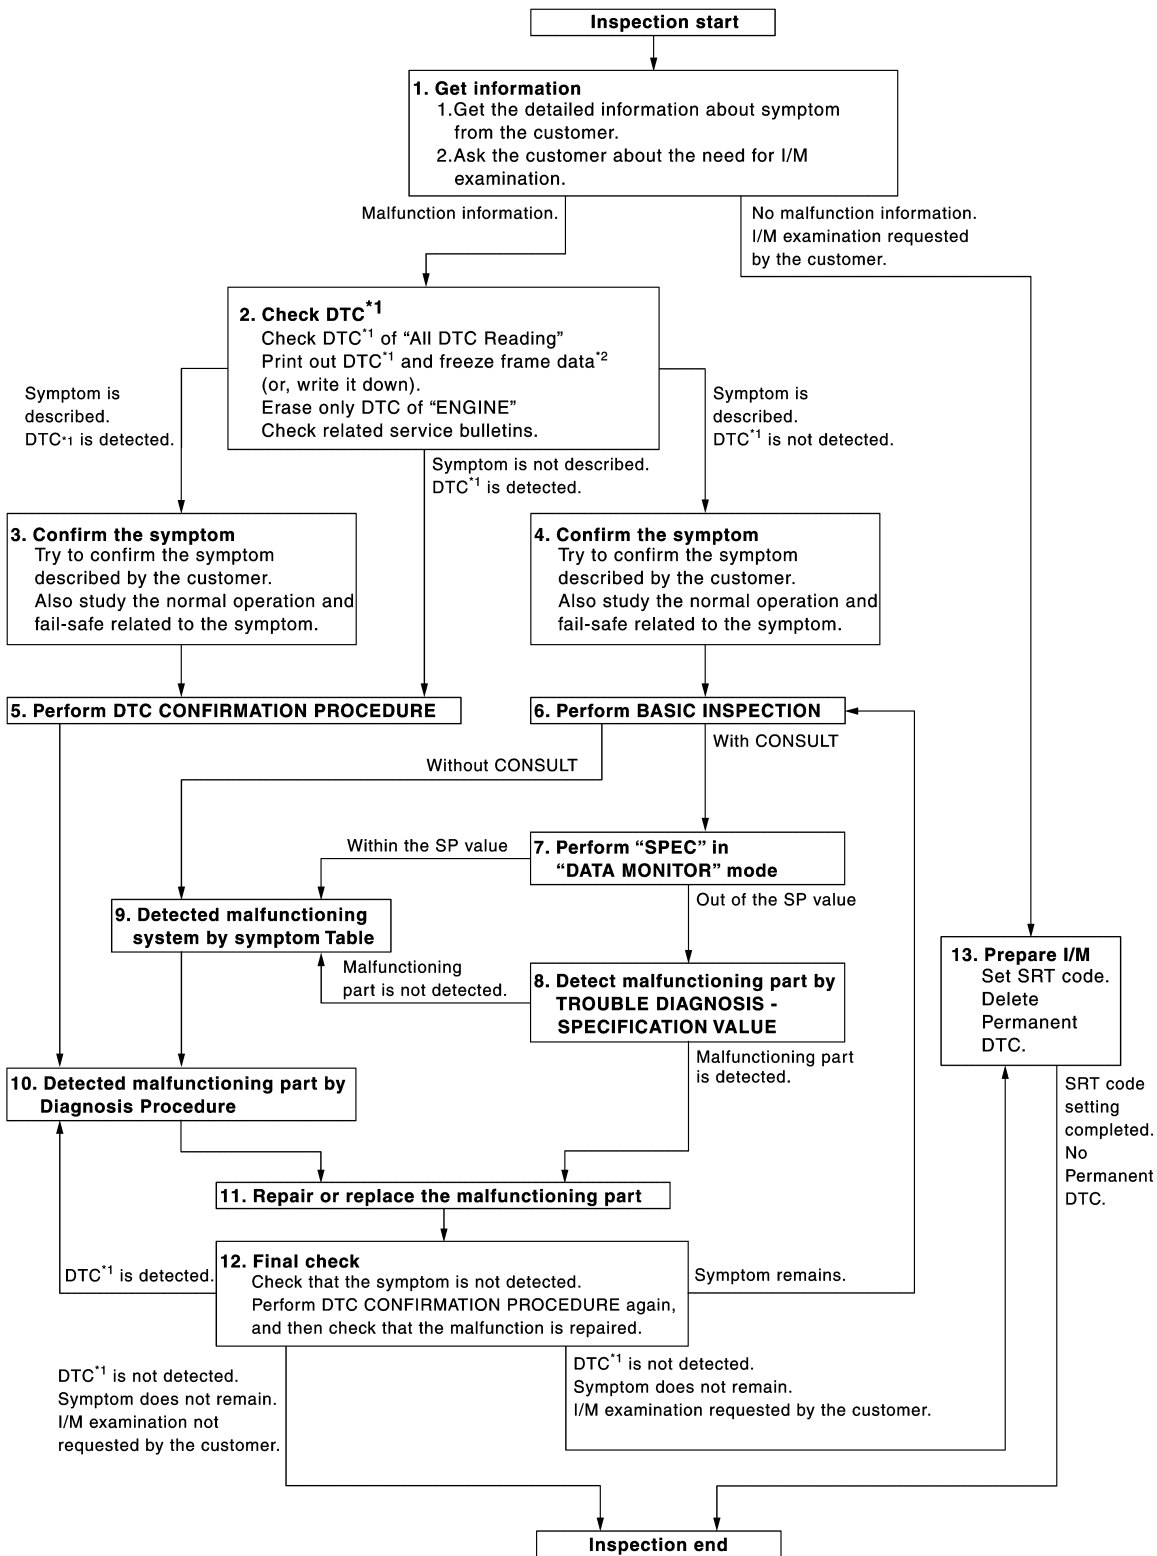 Inspection start
1. Get information
1.Get the detailed information about symptom
from the customer.
2.Ask the customer about the need for I/M
examination.
Malfunction information.
No malfunction information.
I/M examination requested
by the customer.
2. Check DTC*1
Check DTC*1 of “All DTC Reading”
Print out DTC*1 and freeze frame data*2
(or, write it down).
Erase only DTC of “ENGINE”
Check related service bulletins.
Symptom is
described.
DTC*1 is detected.
Symptom is
described.
DTC*1 is not detected.
Symptom is not described.
DTC*1 is detected.
3. Confirm the symptom
Try to confirm the symptom
described by the customer.
Also study the normal operation and
fail-safe related to the symptom.
4. Confirm the symptom
Try to confirm the symptom
described by the customer.
Also study the normal operation and
fail-safe related to the symptom.
5. Perform DTC CONFIRMATION PROCEDURE
6. Perform BASIC INSPECTION
With CONSULT
Without CONSULT
Within the SP value
7. Perform “SPEC” in
“DATA MONITOR” mode
Out of the SP value
9. Detected malfunctioning
system by symptom Table
Malfunctioning
part is not detected.
8. Detect malfunctioning part by
TROUBLE DIAGNOSIS -
SPECIFICATION VALUE
13. Prepare I/M
Set SRT code.
Delete
Permanent
DTC.
Malfunctioning part
is detected.
10. Detected malfunctioning part by
Diagnosis Procedure
SRT code
setting
completed.
No
Permanent
DTC.
11. Repair or replace the malfunctioning part
12. Final check
Check that the symptom is not detected.
Perform DTC CONFIRMATION PROCEDURE again,
and then check that the malfunction is repaired.
DTC*1 is detected.
Symptom remains.
DTC*1 is not detected.
Symptom does not remain.
I/M examination not
requested by the customer.
DTC*1 is not detected.
Symptom does not remain.
I/M examination requested by the customer.
Inspection end